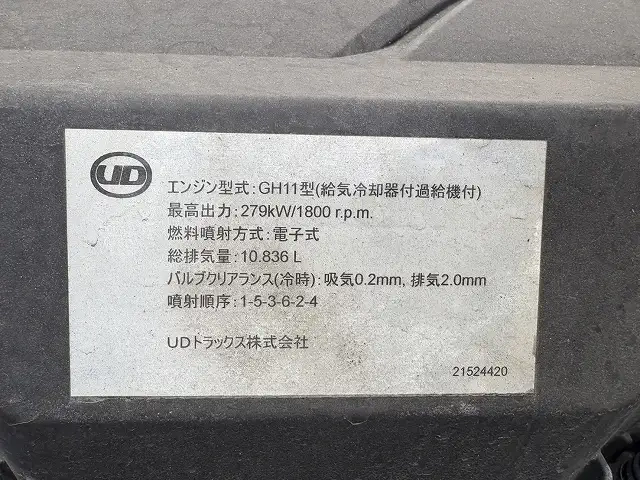 UD
エンジン型式:GH11型(給気冷却器付過給機付)
最高出力:279kW/1800 r.p.m.
燃料噴射方式:電子式
総排気量:10.836 L
バルブクリアランス(冷時):吸気0.2mm, 排気2.0mm
噴射順序:1-5-3-6-2-4
UDトラックス株式会社
21524420